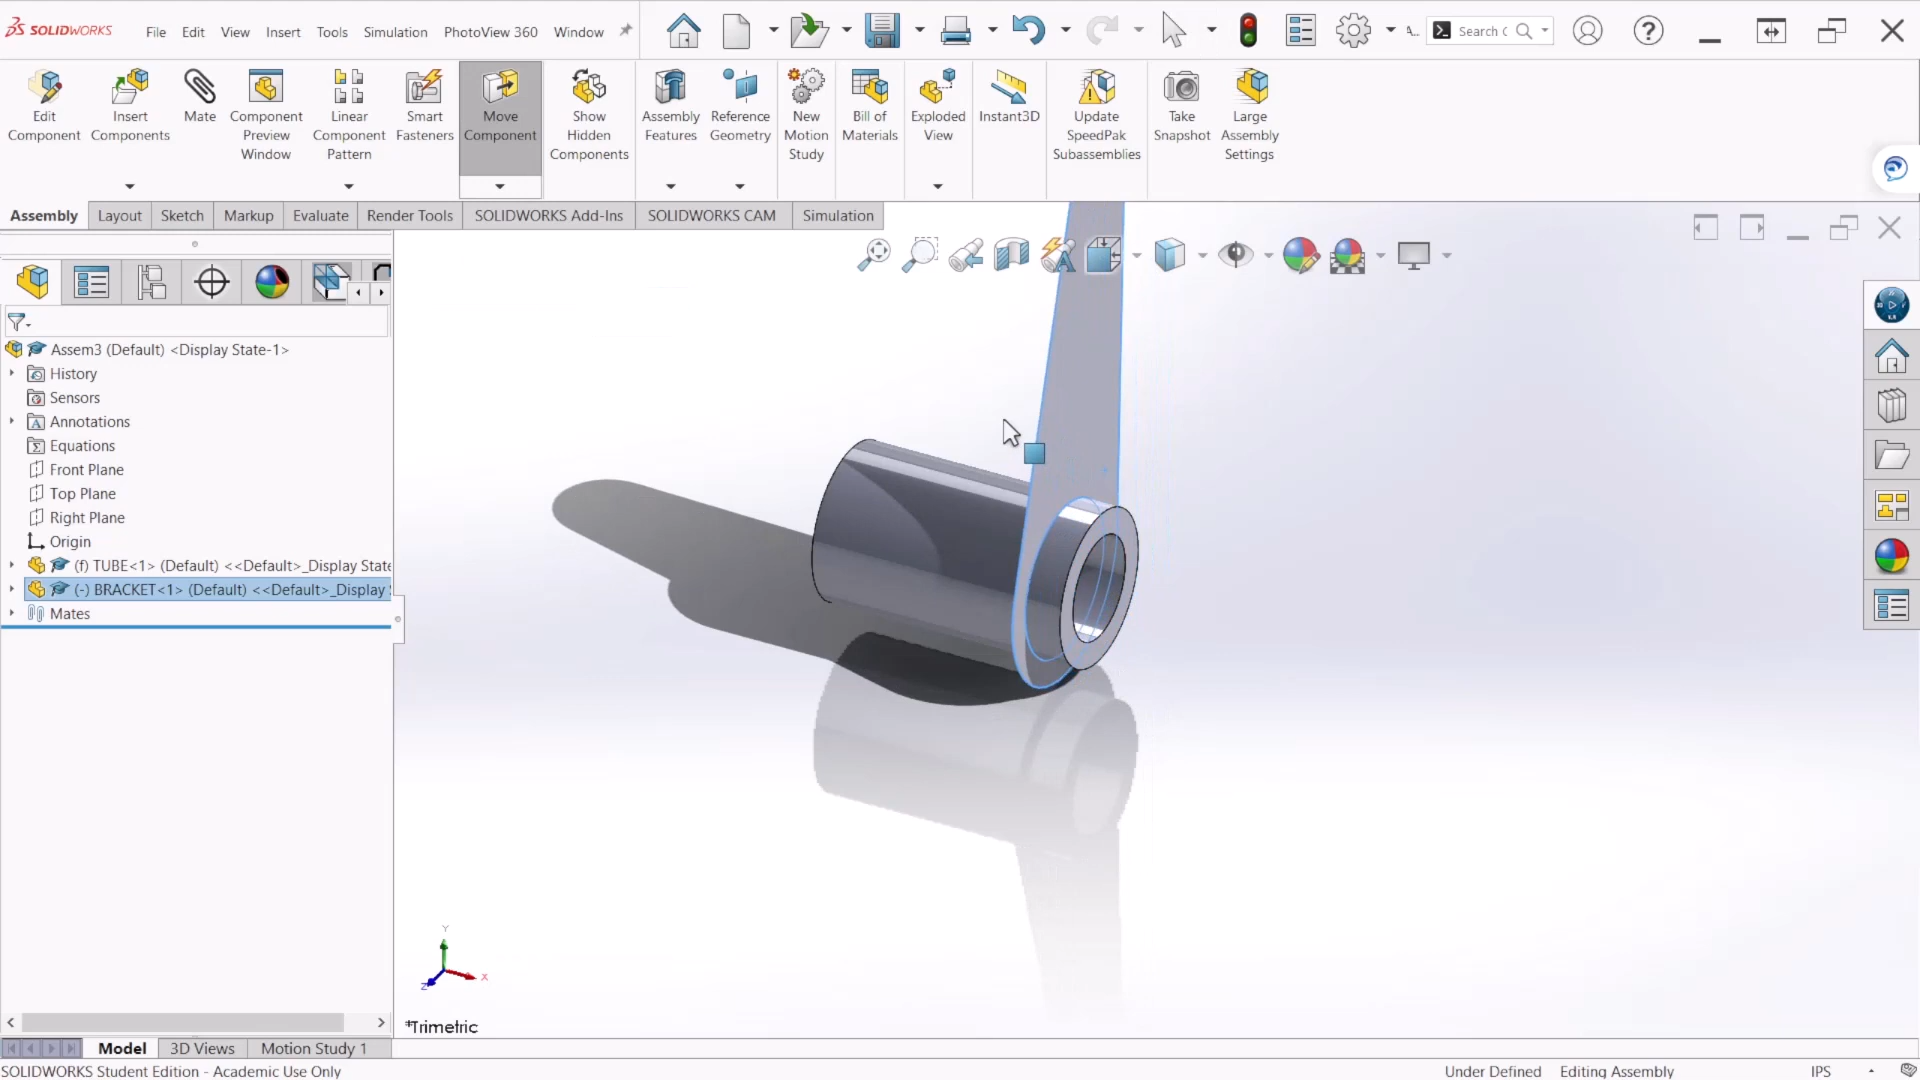 SOLIDWORKS File Edit View Insert Tools Simulation PhotoView 360 Window Search
Edit Component
Insert Components
Mate
Component Preview Window
Linear Component Pattern
Smart Fasteners
Move Component
Show Hidden Components
Assembly Features
Reference Geometry
New Motion Study
Bill of Materials
Exploded View
Instant3D
Update SpeedPak Subassemblies
Take Snapshot
Large Assembly Settings
Assembly Layout Sketch Markup Evaluate Render Tools SOLIDWORKS Add-Ins SOLIDWORKS CAM Simulation
Assem3 (Default) <Display State-1>
History
Sensors
Annotations
Equations
Front Plane
Top Plane
Right Plane
Origin
(f) TUBE<1> (Default) <<Default>_Display State
(-) BRACKET<1> (Default) <<Default>_Display
Mates
Y
X
Z
*Trimetric
Model 3D Views Motion Study 1
SOLIDWORKS Student Edition - Academic Use Only Under Defined Editing Assembly IPS